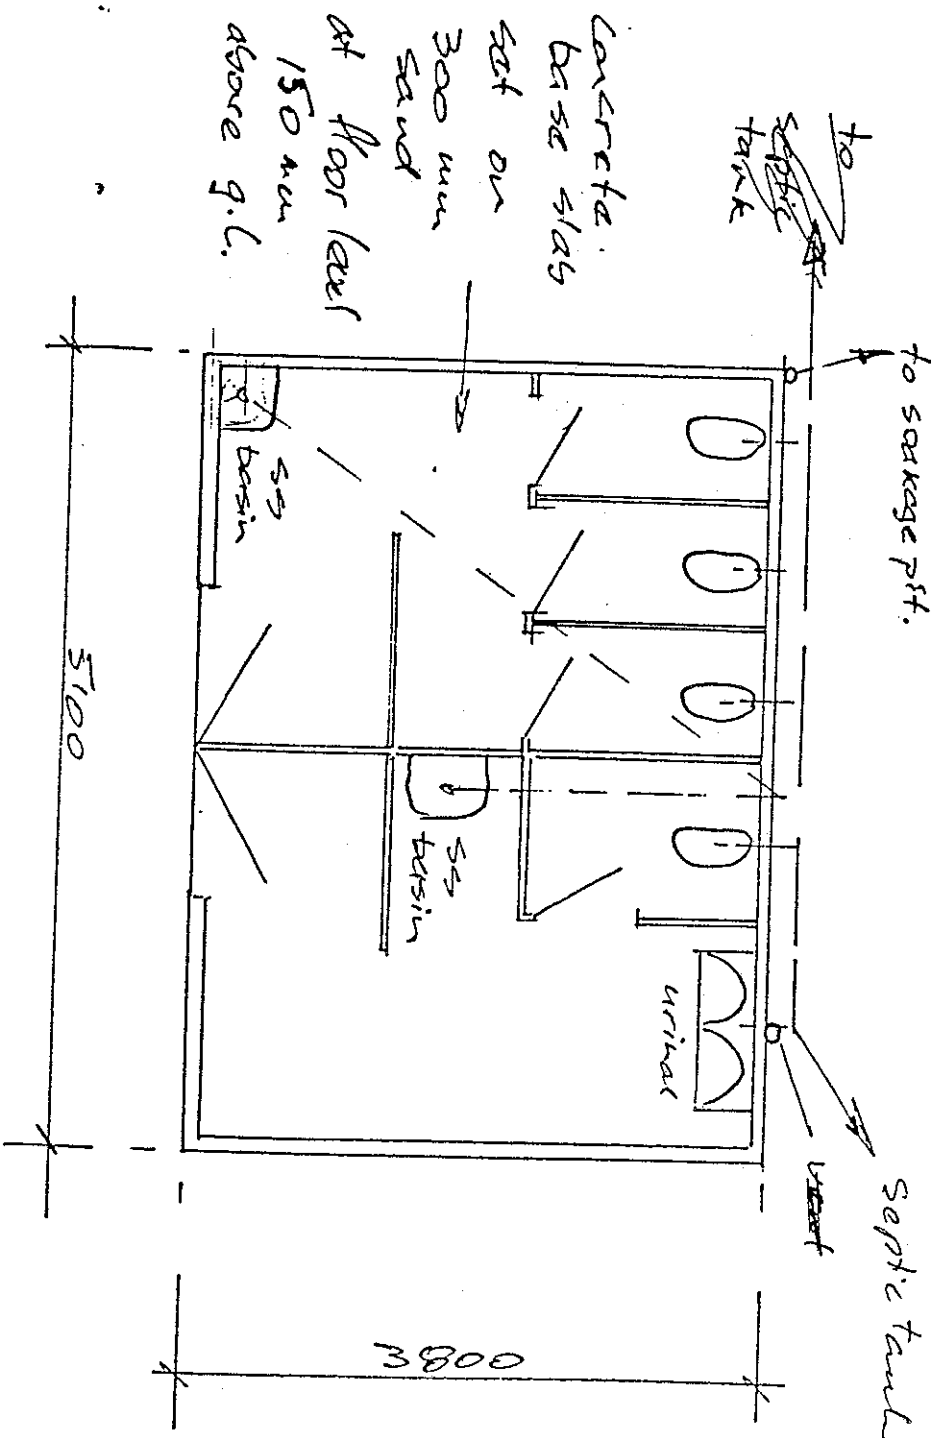 to soakage pit.
to
septic
tank
septic tank
vent
Concrete
base slab
set on
300 mm
sand
at floor level
150 mm
above g.l.
ss
basin
ss
basin
urinal
5100
3800